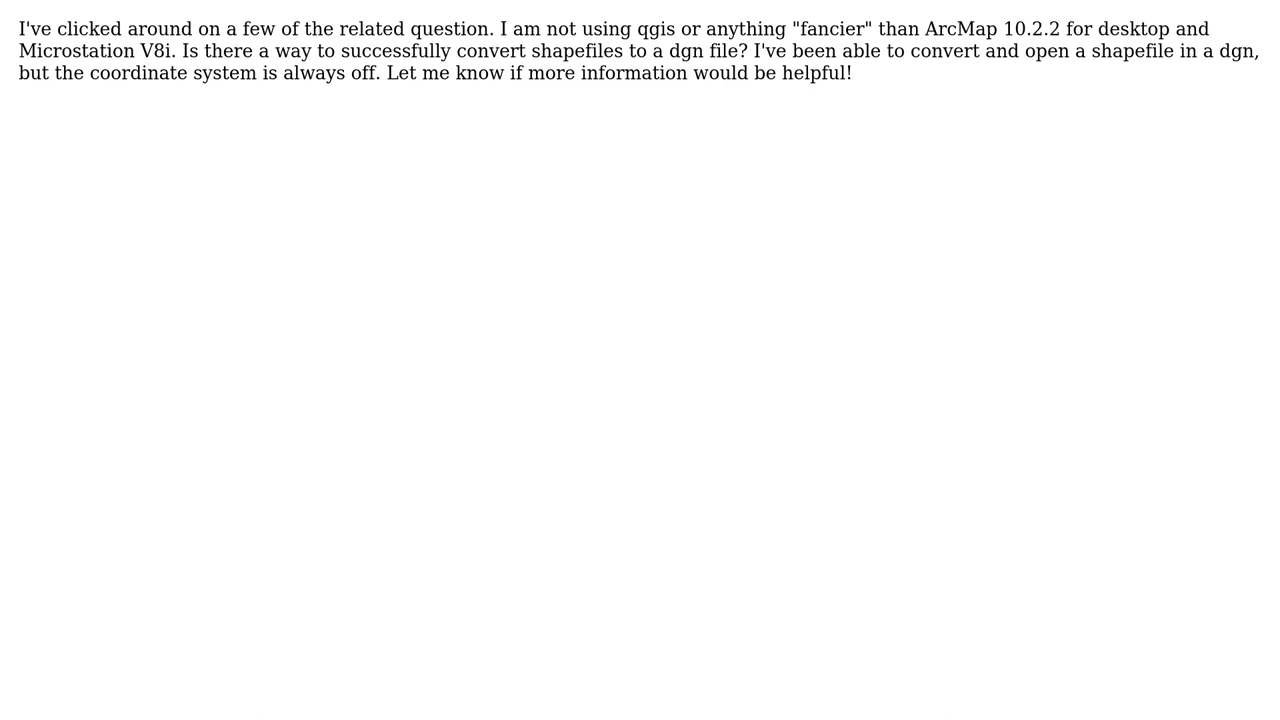 I've clicked around on a few of the related question. I am not using qgis or anything "fancier" than ArcMap 10.2.2 for desktop and
Microstation V8i. Is there a way to successfully convert shapefiles to a dgn file? I've been able to convert and open a shapefile in a dgn,
but the coordinate system is always off. Let me know if more information would be helpful!